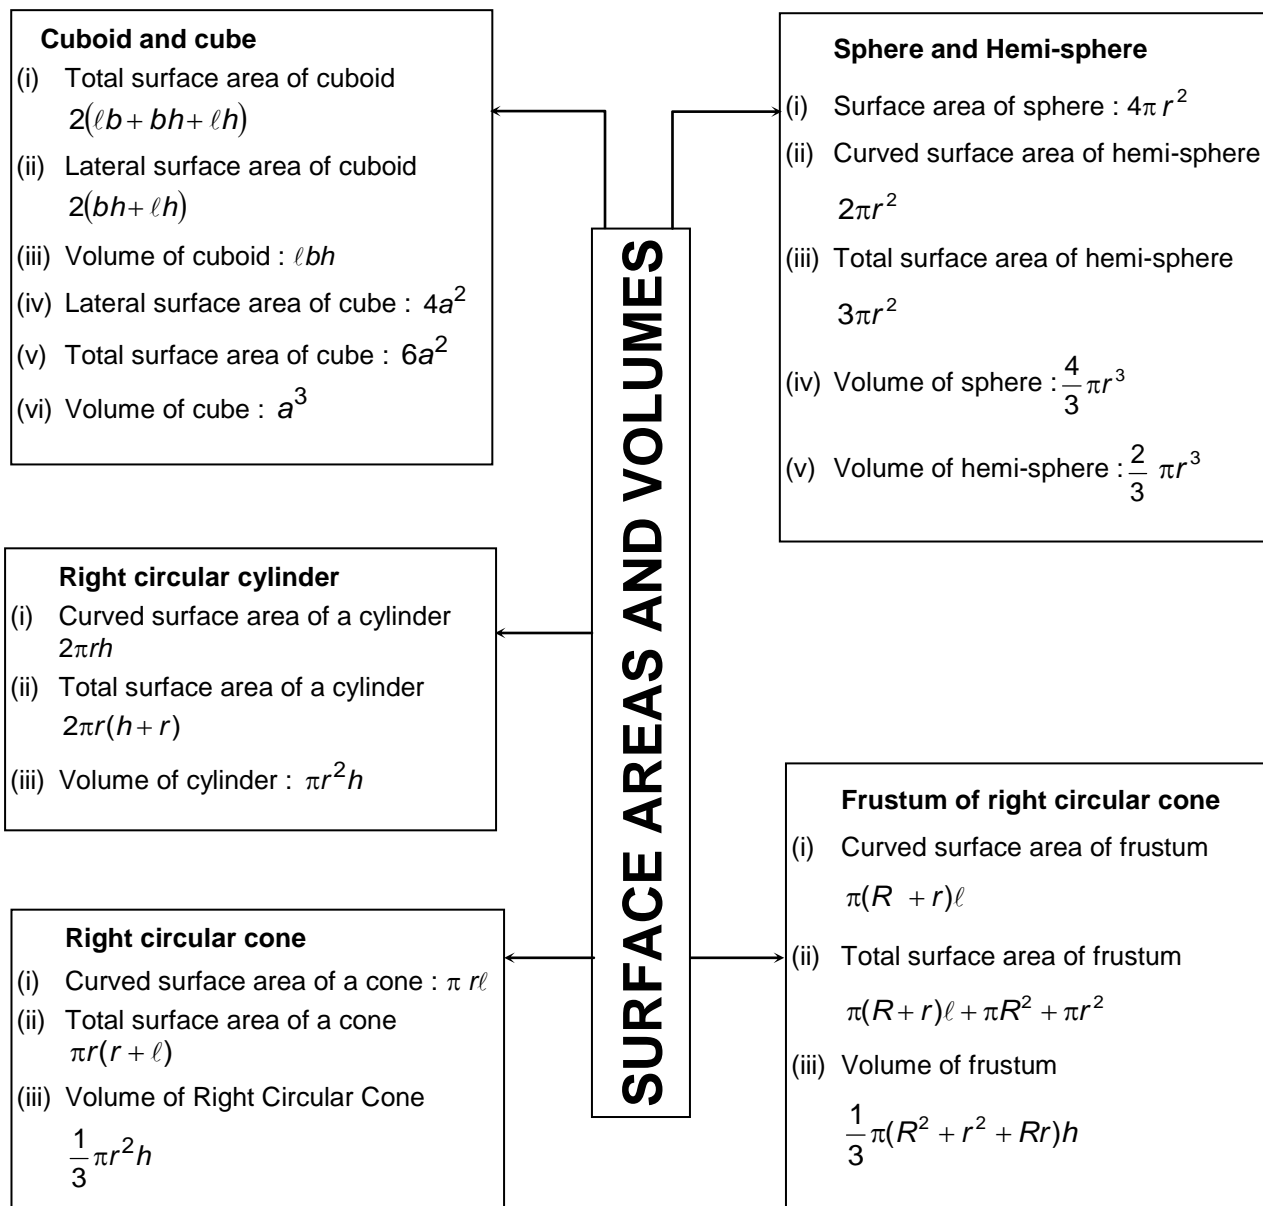 Cuboid and cube
(i) Total surface area of cuboid
2(ℓb + bh + ℓh)
(ii) Lateral surface area of cuboid
2(bh + ℓh)
(iii) Volume of cuboid : ℓbh
(iv) Lateral surface area of cube : 4a²
(v) Total surface area of cube : 6a²
(vi) Volume of cube : a³
Right circular cylinder
(i) Curved surface area of a cylinder
2πrh
(ii) Total surface area of a cylinder
2πr(h + r)
(iii) Volume of cylinder : πr²h
Right circular cone
(i) Curved surface area of a cone : π rℓ
(ii) Total surface area of a cone
πr(r + ℓ)
(iii) Volume of Right Circular Cone
1/3 πr²h
SURFACE AREAS AND VOLUMES
Sphere and Hemi-sphere
(i) Surface area of sphere : 4π r²
(ii) Curved surface area of hemi-sphere
2πr²
(iii) Total surface area of hemi-sphere
3πr²
(iv) Volume of sphere : 4/3 πr³
(v) Volume of hemi-sphere : 2/3 πr³
Frustum of right circular cone
(i) Curved surface area of frustum
π(R + r)ℓ
(ii) Total surface area of frustum
π(R + r)ℓ + πR² + πr²
(iii) Volume of frustum
1/3 π(R² + r² + Rr)h